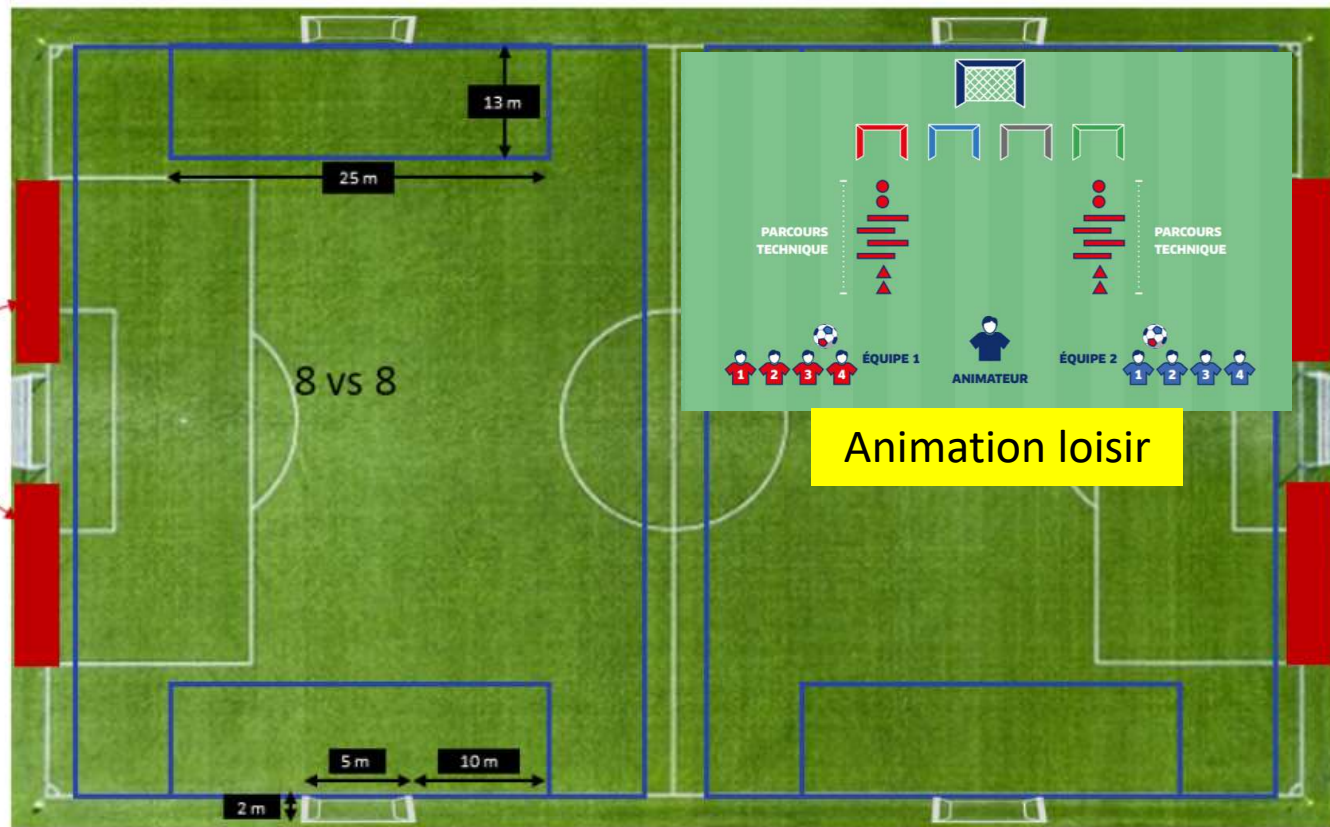 13 m
25 m
8 vs 8
5 m
10 m
2 m
PARCOURS
TECHNIQUE
PARCOURS
TECHNIQUE
ÉQUIPE 1
ANIMATEUR
ÉQUIPE 2
1 2 3 4
1 2 3 4
Animation loisir